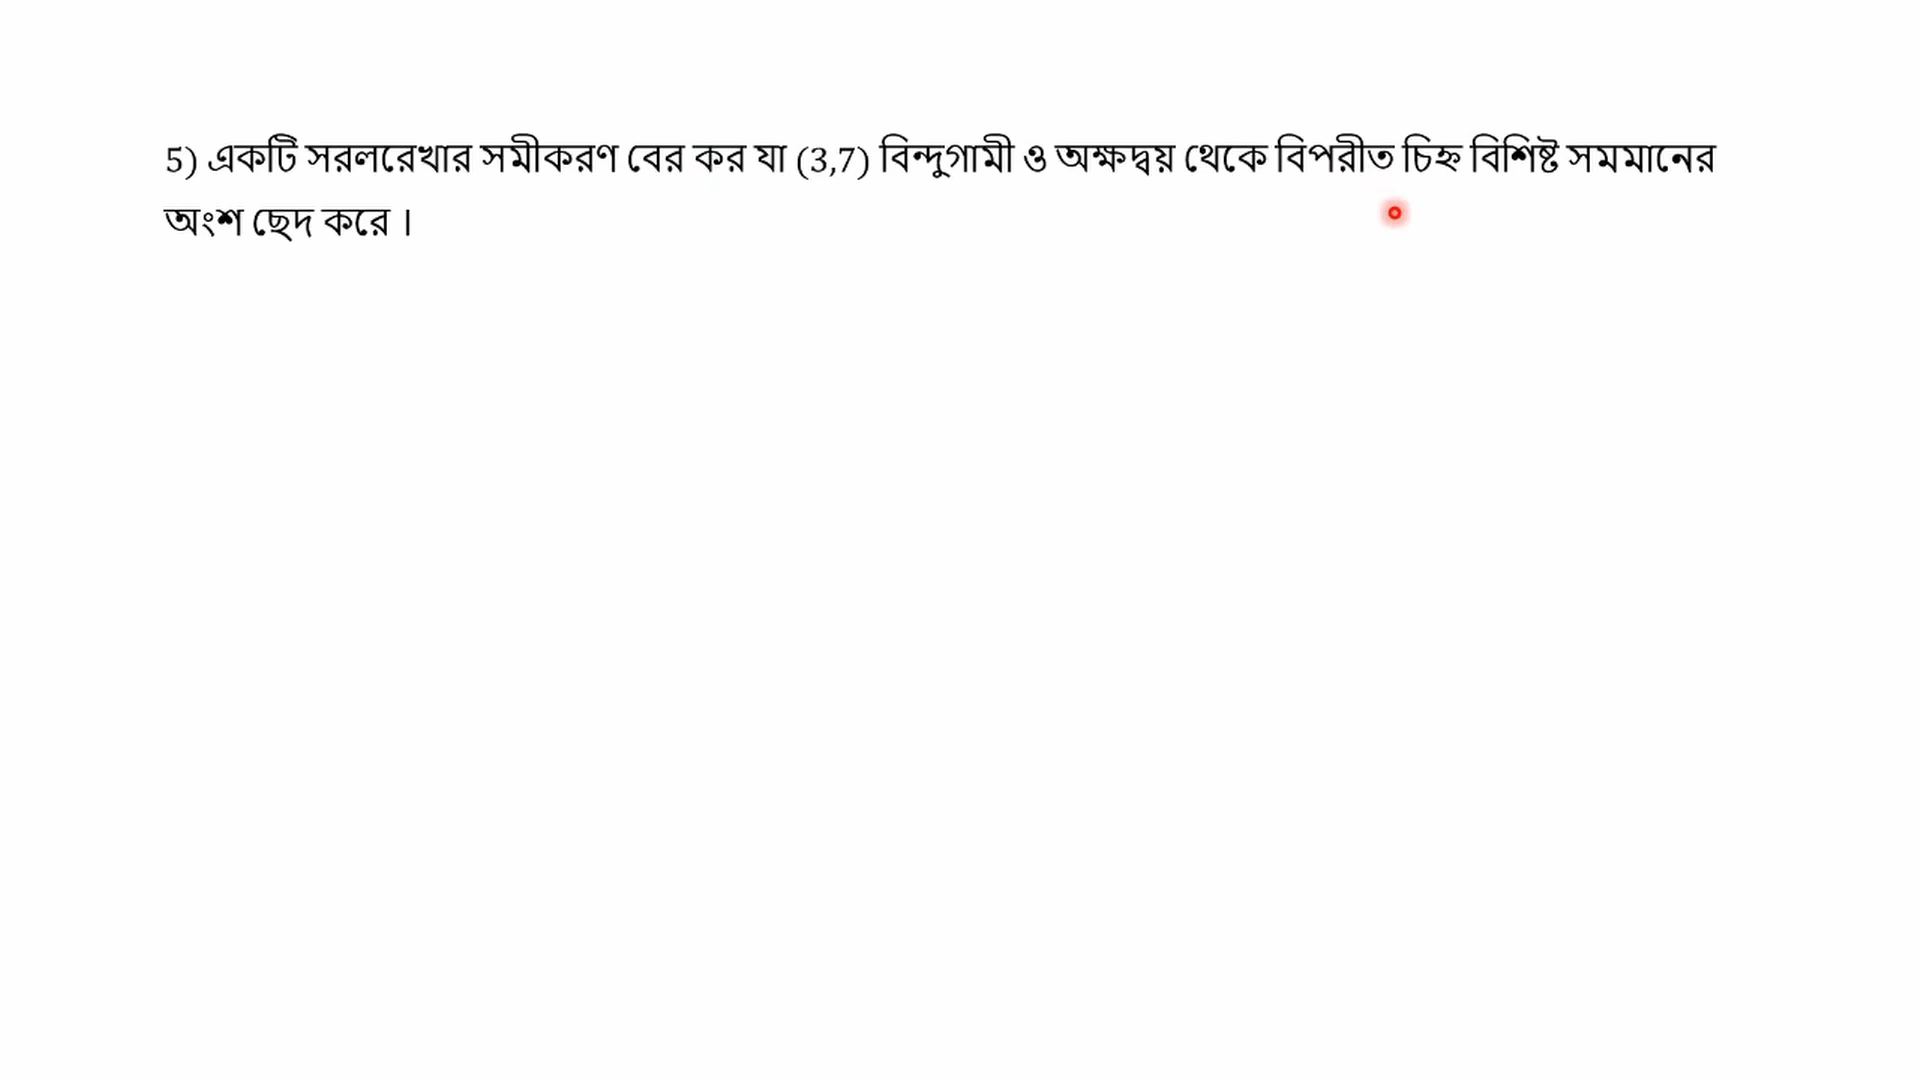 5) একটি সরলরেখার সমীকরণ বের কর যা (3,7) বিন্দুগামী ও অক্ষদ্বয় থেকে বিপরীত চিহ্ন বিশিষ্ট সমমানের
অংশ ছেদ করে ।